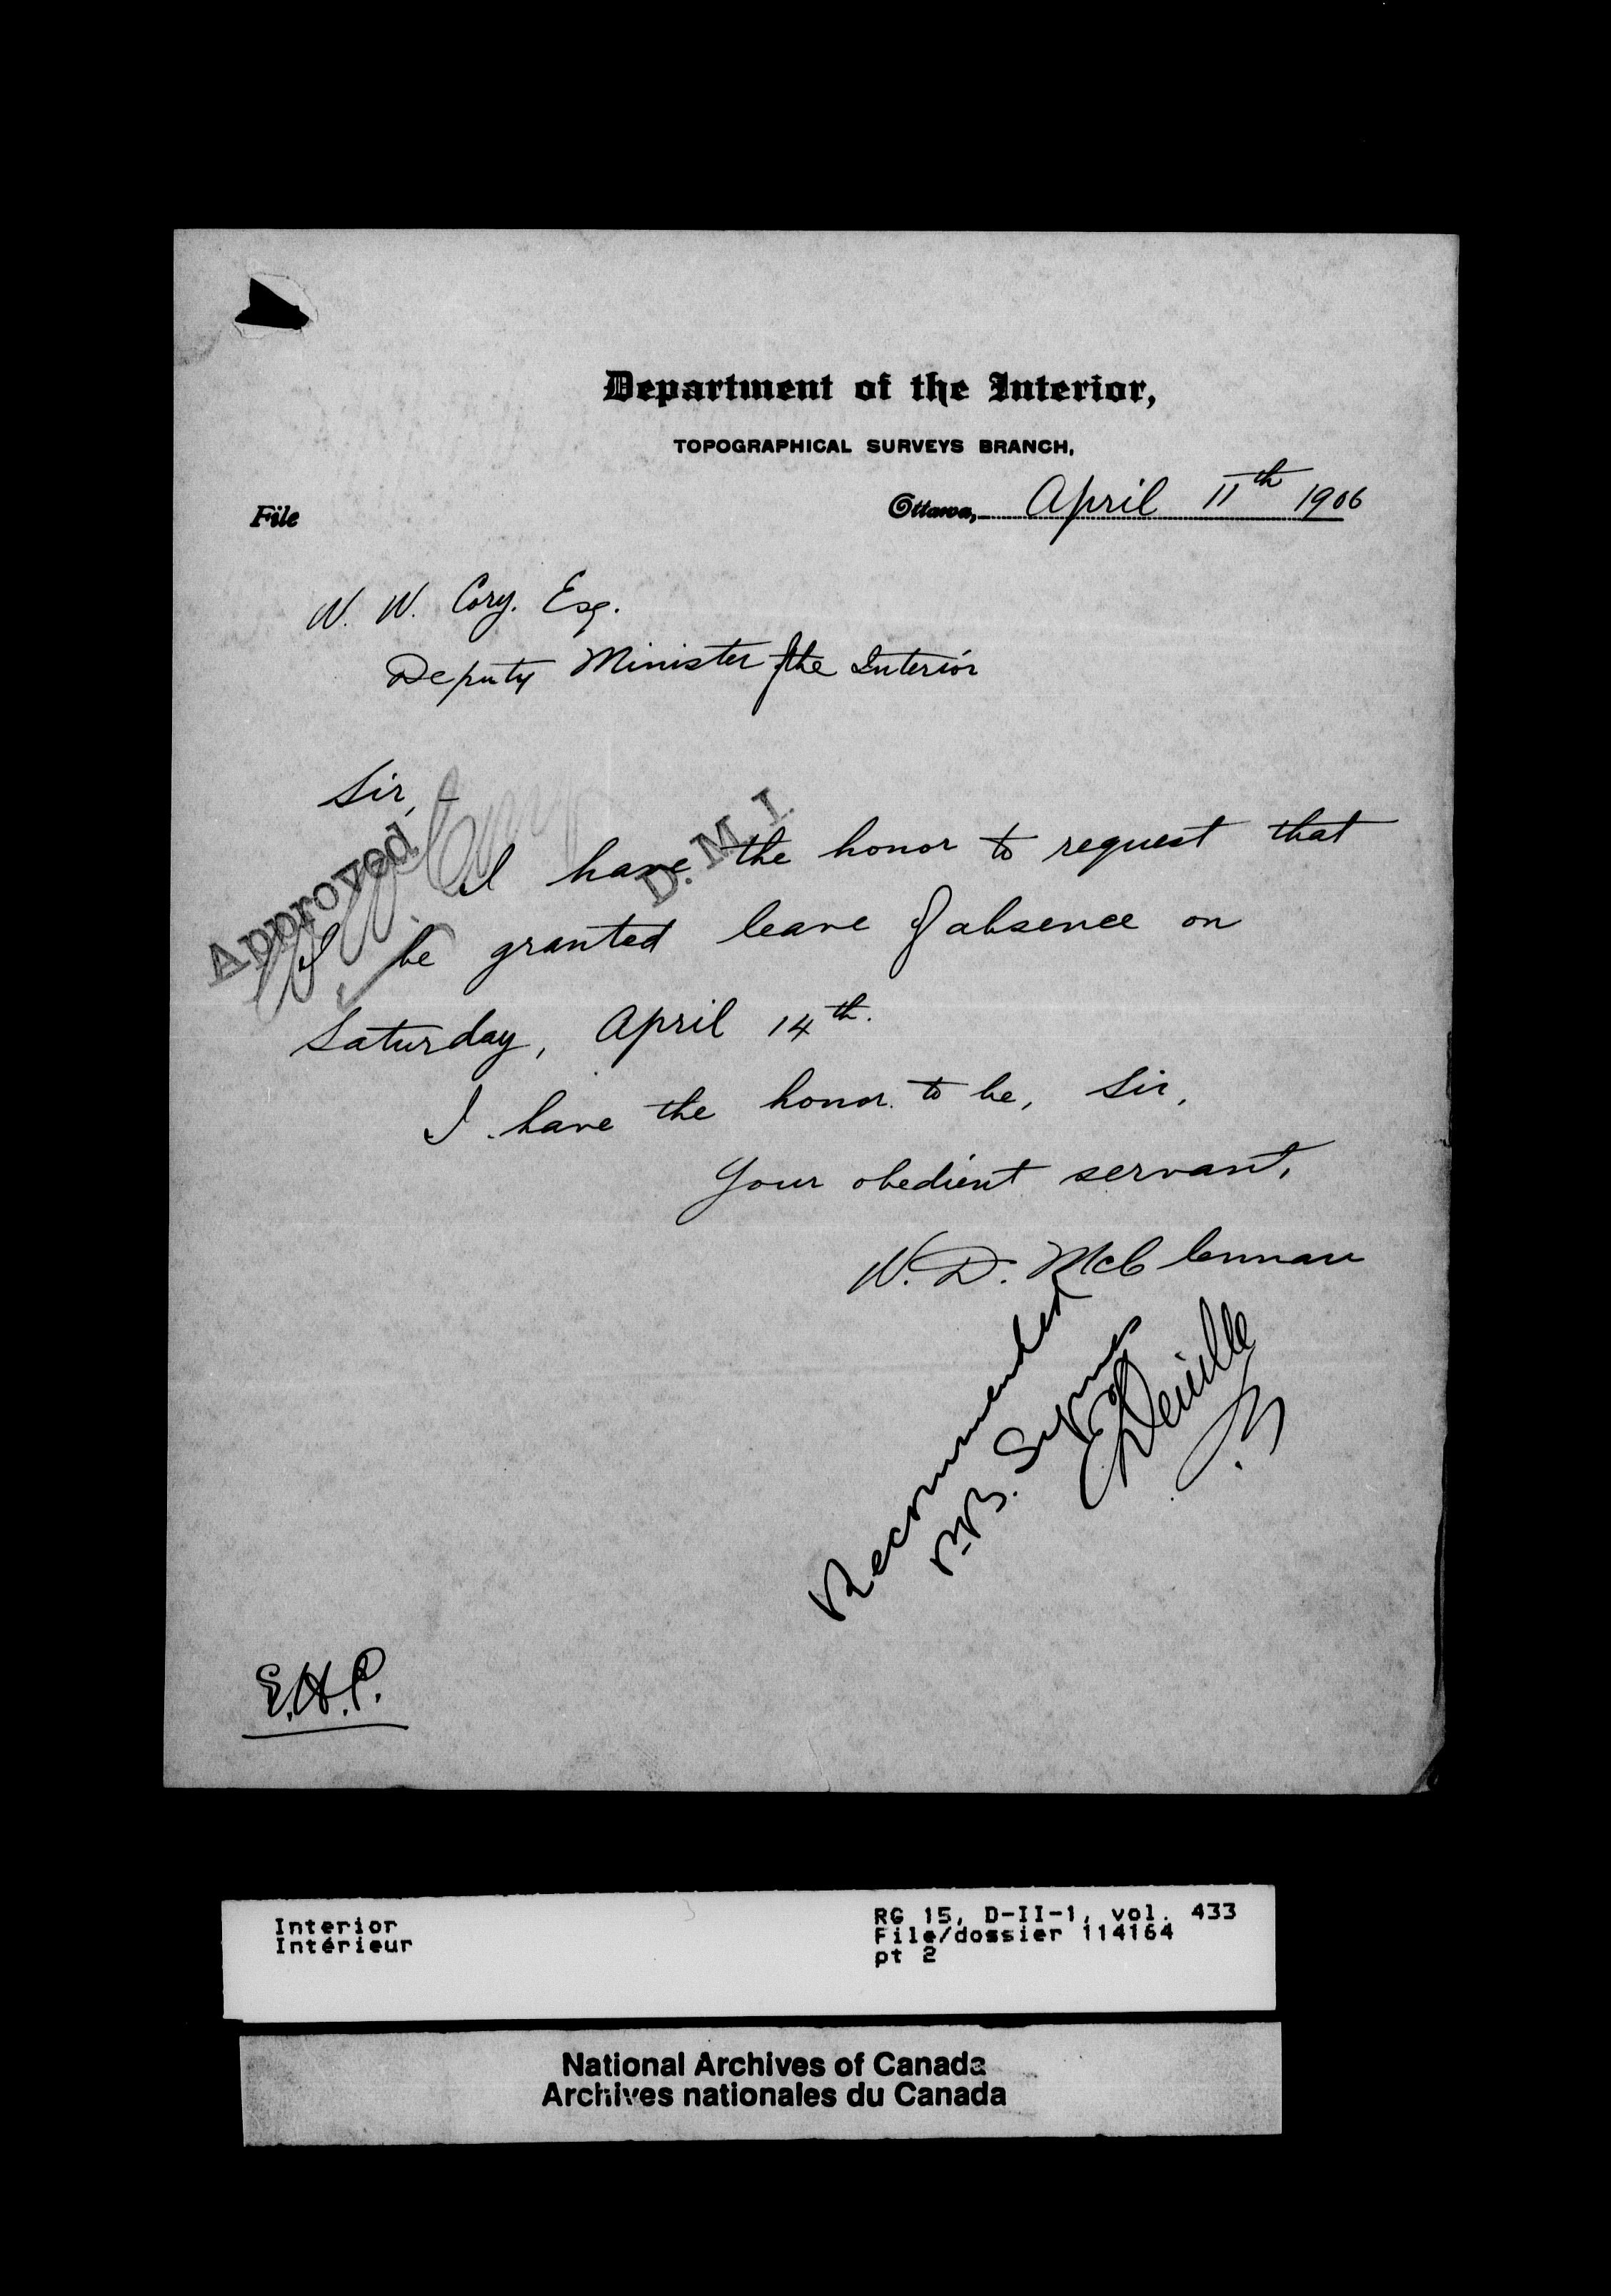 Department of the Interior,
TOPOGRAPHICAL SURVEYS BRANCH,
File
Ottawa, April 11th 1906
W. W. Cory. Esq.
Deputy Minister of the Interior
Sir, -
Approved
D. M. I.
I have the honor to request that
I be granted leave of absence on
Saturday, April 14th.
I have the honor to be, Sir,
Your obedient servant,
W. D. McClennan
Recommended
P.B. Symes
E Deville
E.H.P.
Interior
Intérieur
RG 15, D-II-1, vol. 433
File/dossier 114164
pt 2
National Archives of Canada
Archives nationales du Canada